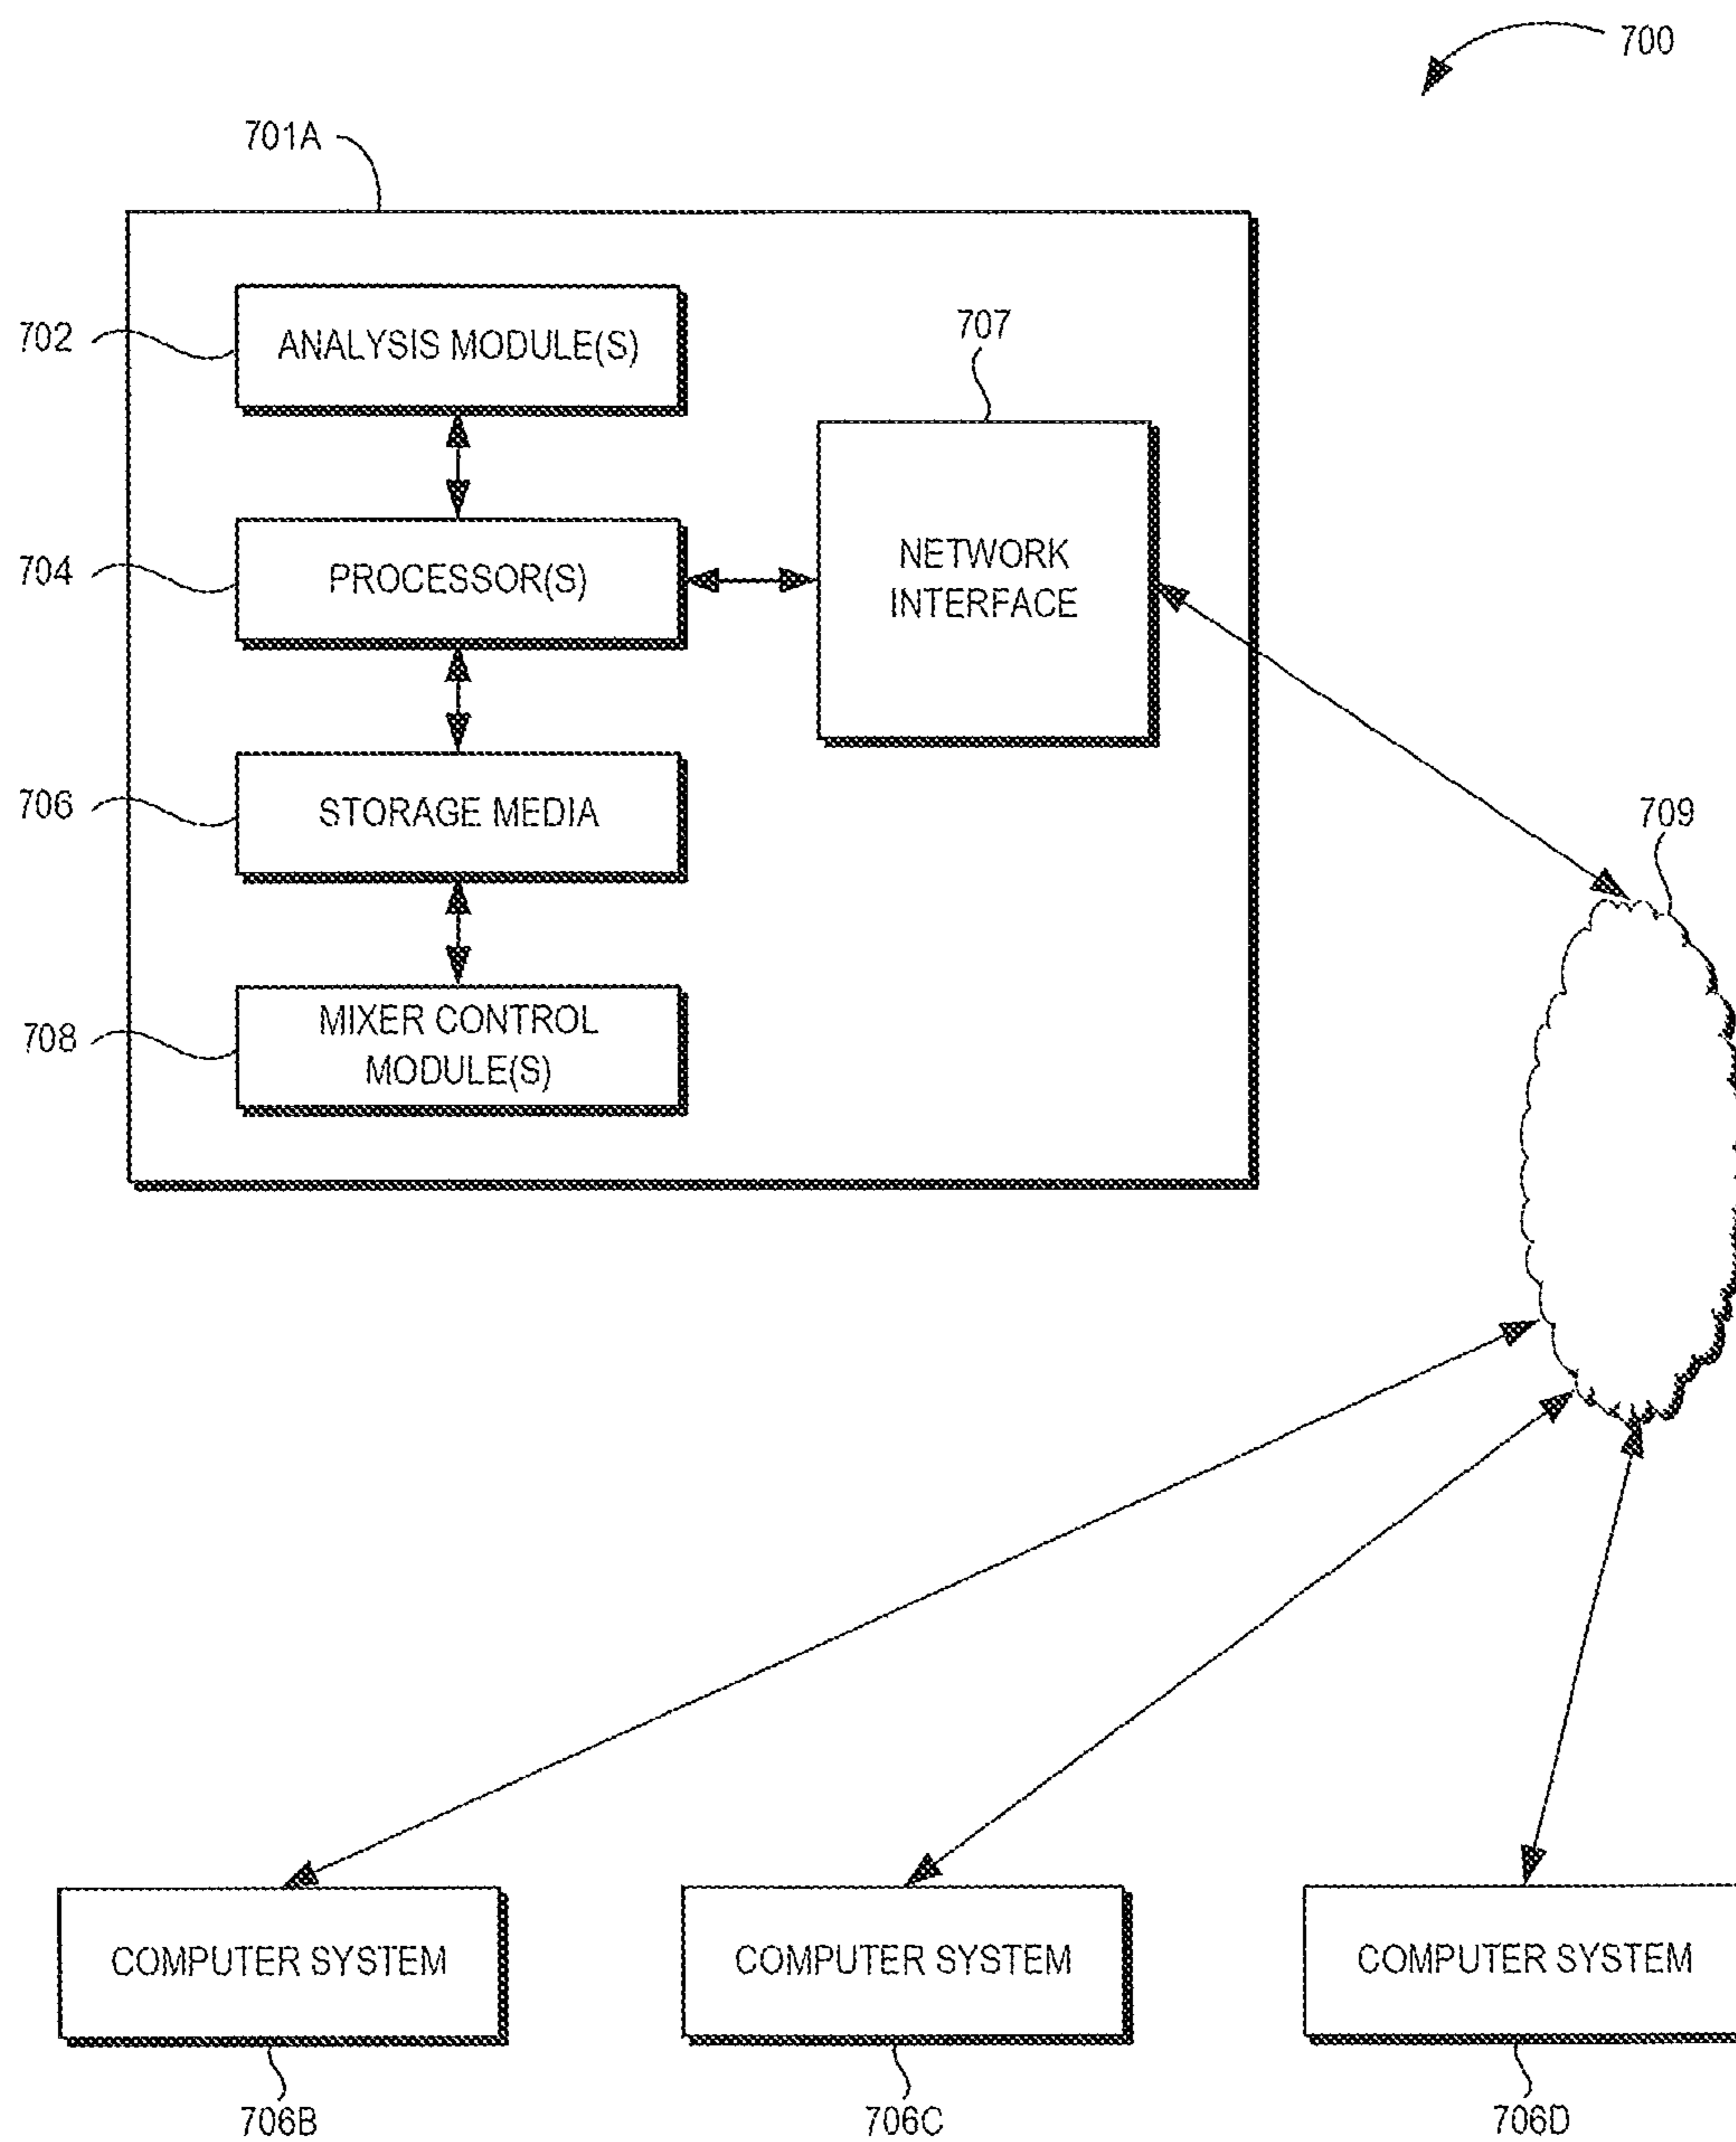 700
701A
702
ANALYSIS MODULE(S)
707
704
PROCESSOR(S)
NETWORK
INTERFACE
706
STORAGE MEDIA
709
708
MIXER CONTROL
MODULE(S)
COMPUTER SYSTEM
COMPUTER SYSTEM
COMPUTER SYSTEM
706B
706C
706D